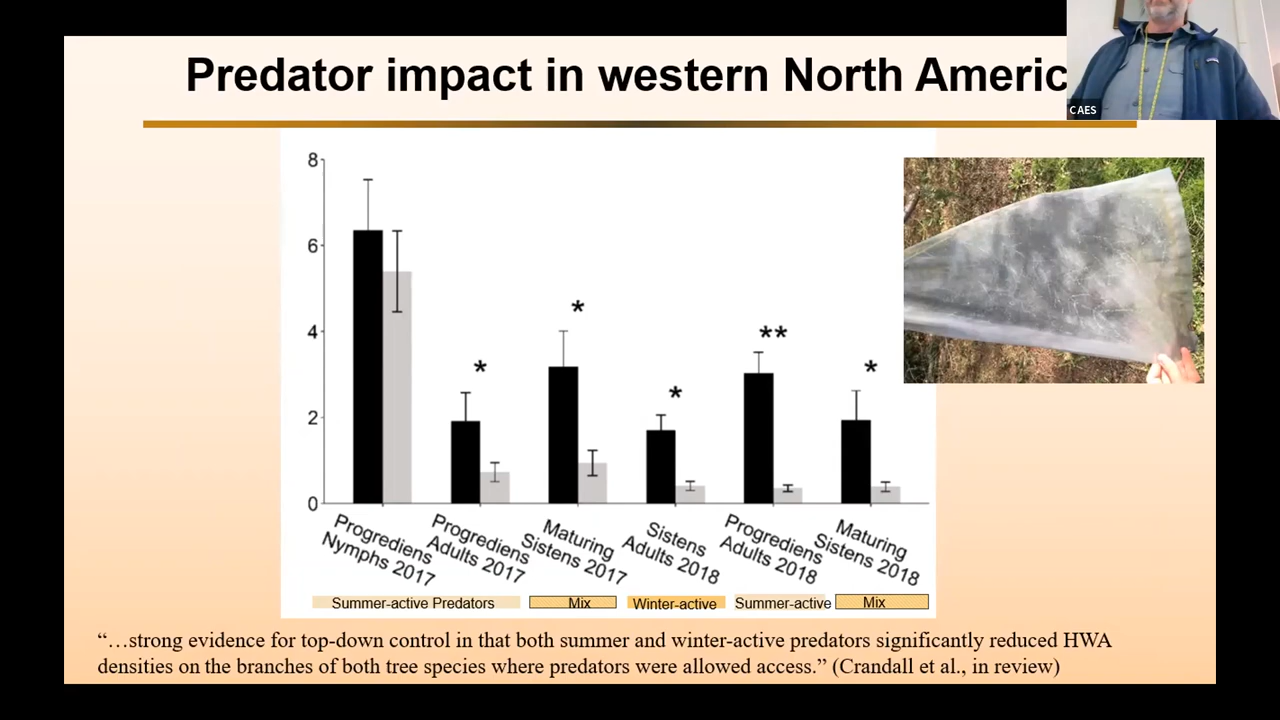 Predator impact in western North Americ
CAES
8
6
4
2
0
*
*
*
**
*
Progrediens
Nymphs 2017
Progrediens
Adults 2017
Maturing
Sistens 2017
Sistens
Adults 2018
Progrediens
Adults 2018
Maturing
Sistens 2018
Summer-active Predators
Mix
Winter-active
Summer-active
Mix
“…strong evidence for top-down control in that both summer and winter-active predators significantly reduced HWA
densities on the branches of both tree species where predators were allowed access.” (Crandall et al., in review)